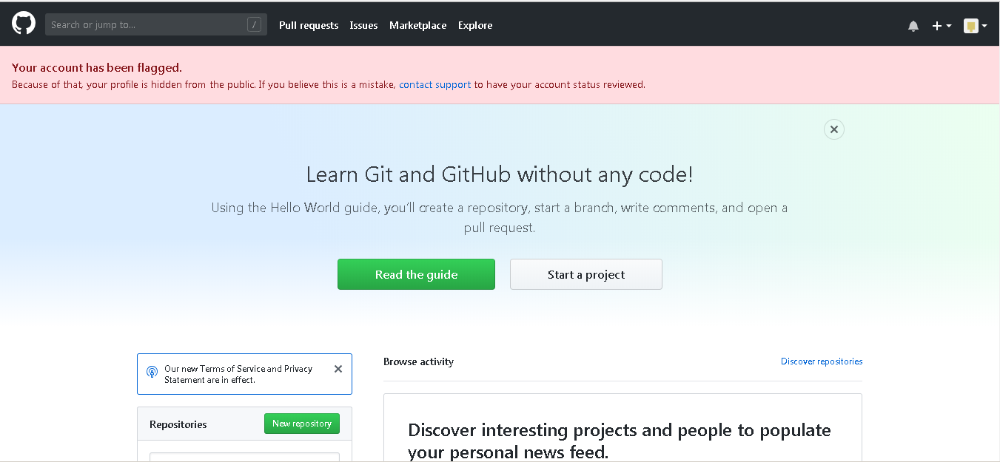 Search or jump to... / Pull requests Issues Marketplace Explore
Your account has been flagged.
Because of that, your profile is hidden from the public. If you believe this is a mistake, contact support to have your account status reviewed.
Learn Git and GitHub without any code!
Using the Hello World guide, you’ll create a repository, start a branch, write comments, and open a
pull request.
Read the guide Start a project
Our new Terms of Service and Privacy
Statement are in effect.
Repositories New repository
Browse activity Discover repositories
Discover interesting projects and people to populate
your personal news feed.